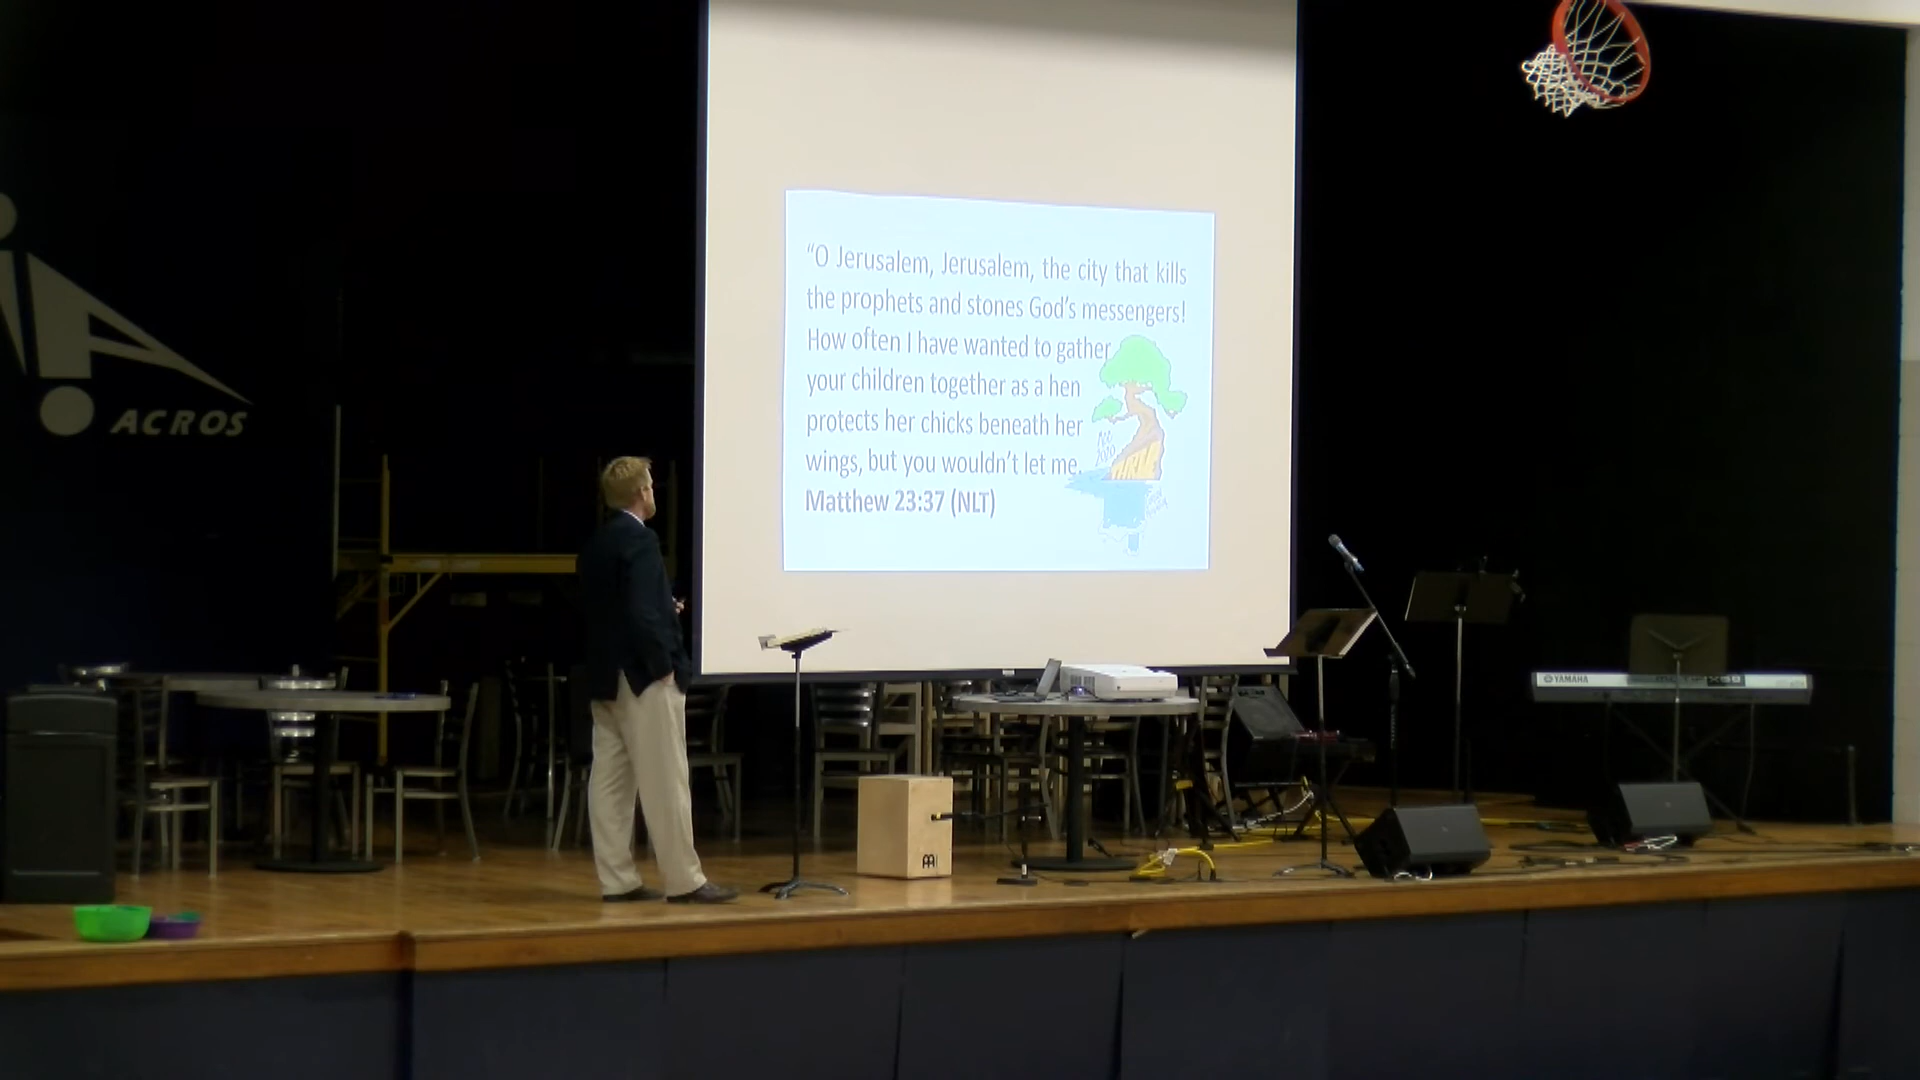 “O Jerusalem, Jerusalem, the city that kills
the prophets and stones God’s messengers!
How often I have wanted to gather
your children together as a hen
protects her chicks beneath her
wings, but you wouldn’t let me.
Matthew 23:37 (NLT)
2020
ACROS
YAMAHA